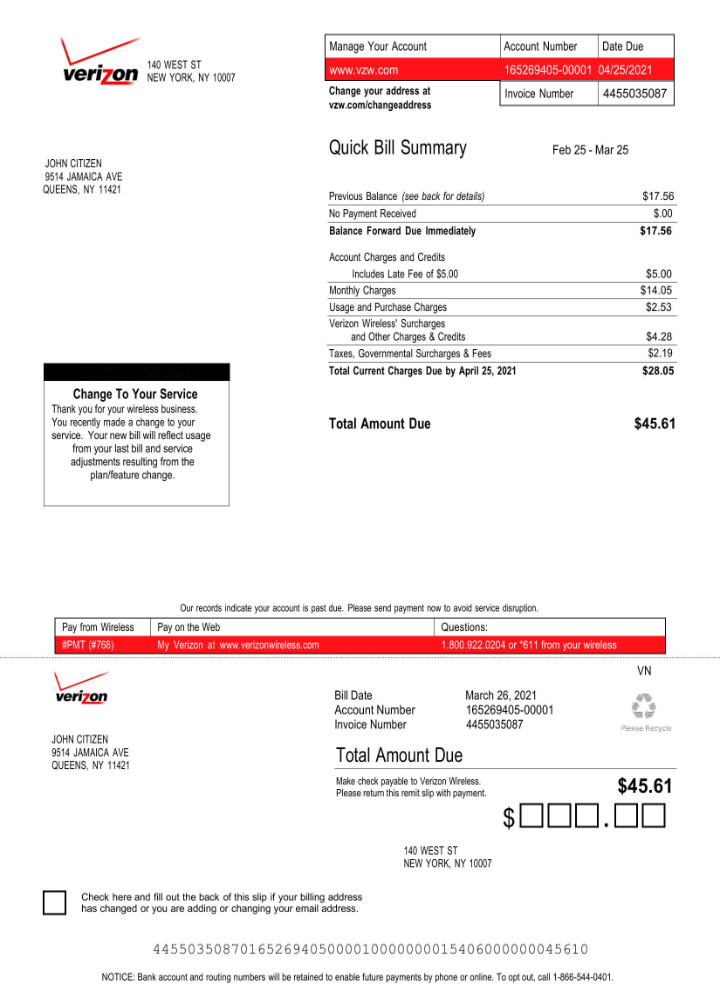 verizon
140 WEST ST
NEW YORK, NY 10007
Manage Your Account Account Number Date Due
www.vzw.com 165269405-00001 04/25/2021
Change your address at
vzw.com/changeaddress
Invoice Number 4455035087
Quick Bill Summary Feb 25 - Mar 25
JOHN CITIZEN
9514 JAMAICA AVE
QUEENS, NY 11421
Previous Balance (see back for details) $17.56
No Payment Received $.00
Balance Forward Due Immediately $17.56
Account Charges and Credits
Includes Late Fee of $5.00 $5.00
Monthly Charges $14.05
Usage and Purchase Charges $2.53
Verizon Wireless' Surcharges
and Other Charges & Credits $4.28
Taxes, Governmental Surcharges & Fees $2.19
Total Current Charges Due by April 25, 2021 $28.05
Total Amount Due $45.61
Change To Your Service
Thank you for your wireless business.
You recently made a change to your
service. Your new bill will reflect usage
from your last bill and service
adjustments resulting from the
plan/feature change.
Our records indicate your account is past due. Please send payment now to avoid service disruption.
Pay from Wireless Pay on the Web Questions:
#PMT (#768) My Verizon at www.verizonwireless.com 1.800.922.0204 or *611 from your wireless
VN
verizon
Bill Date March 26, 2021
Account Number 165269405-00001
Invoice Number 4455035087
Please Recycle
JOHN CITIZEN
9514 JAMAICA AVE
QUEENS, NY 11421
Total Amount Due
Make check payable to Verizon Wireless.
Please return this remit slip with payment.
$45.61
$ .
140 WEST ST
NEW YORK, NY 10007
Check here and fill out the back of this slip if your billing address
has changed or you are adding or changing your email address.
44550350870165269405000010000000015406000000045610
NOTICE: Bank account and routing numbers will be retained to enable future payments by phone or online. To opt out, call 1-866-544-0401.